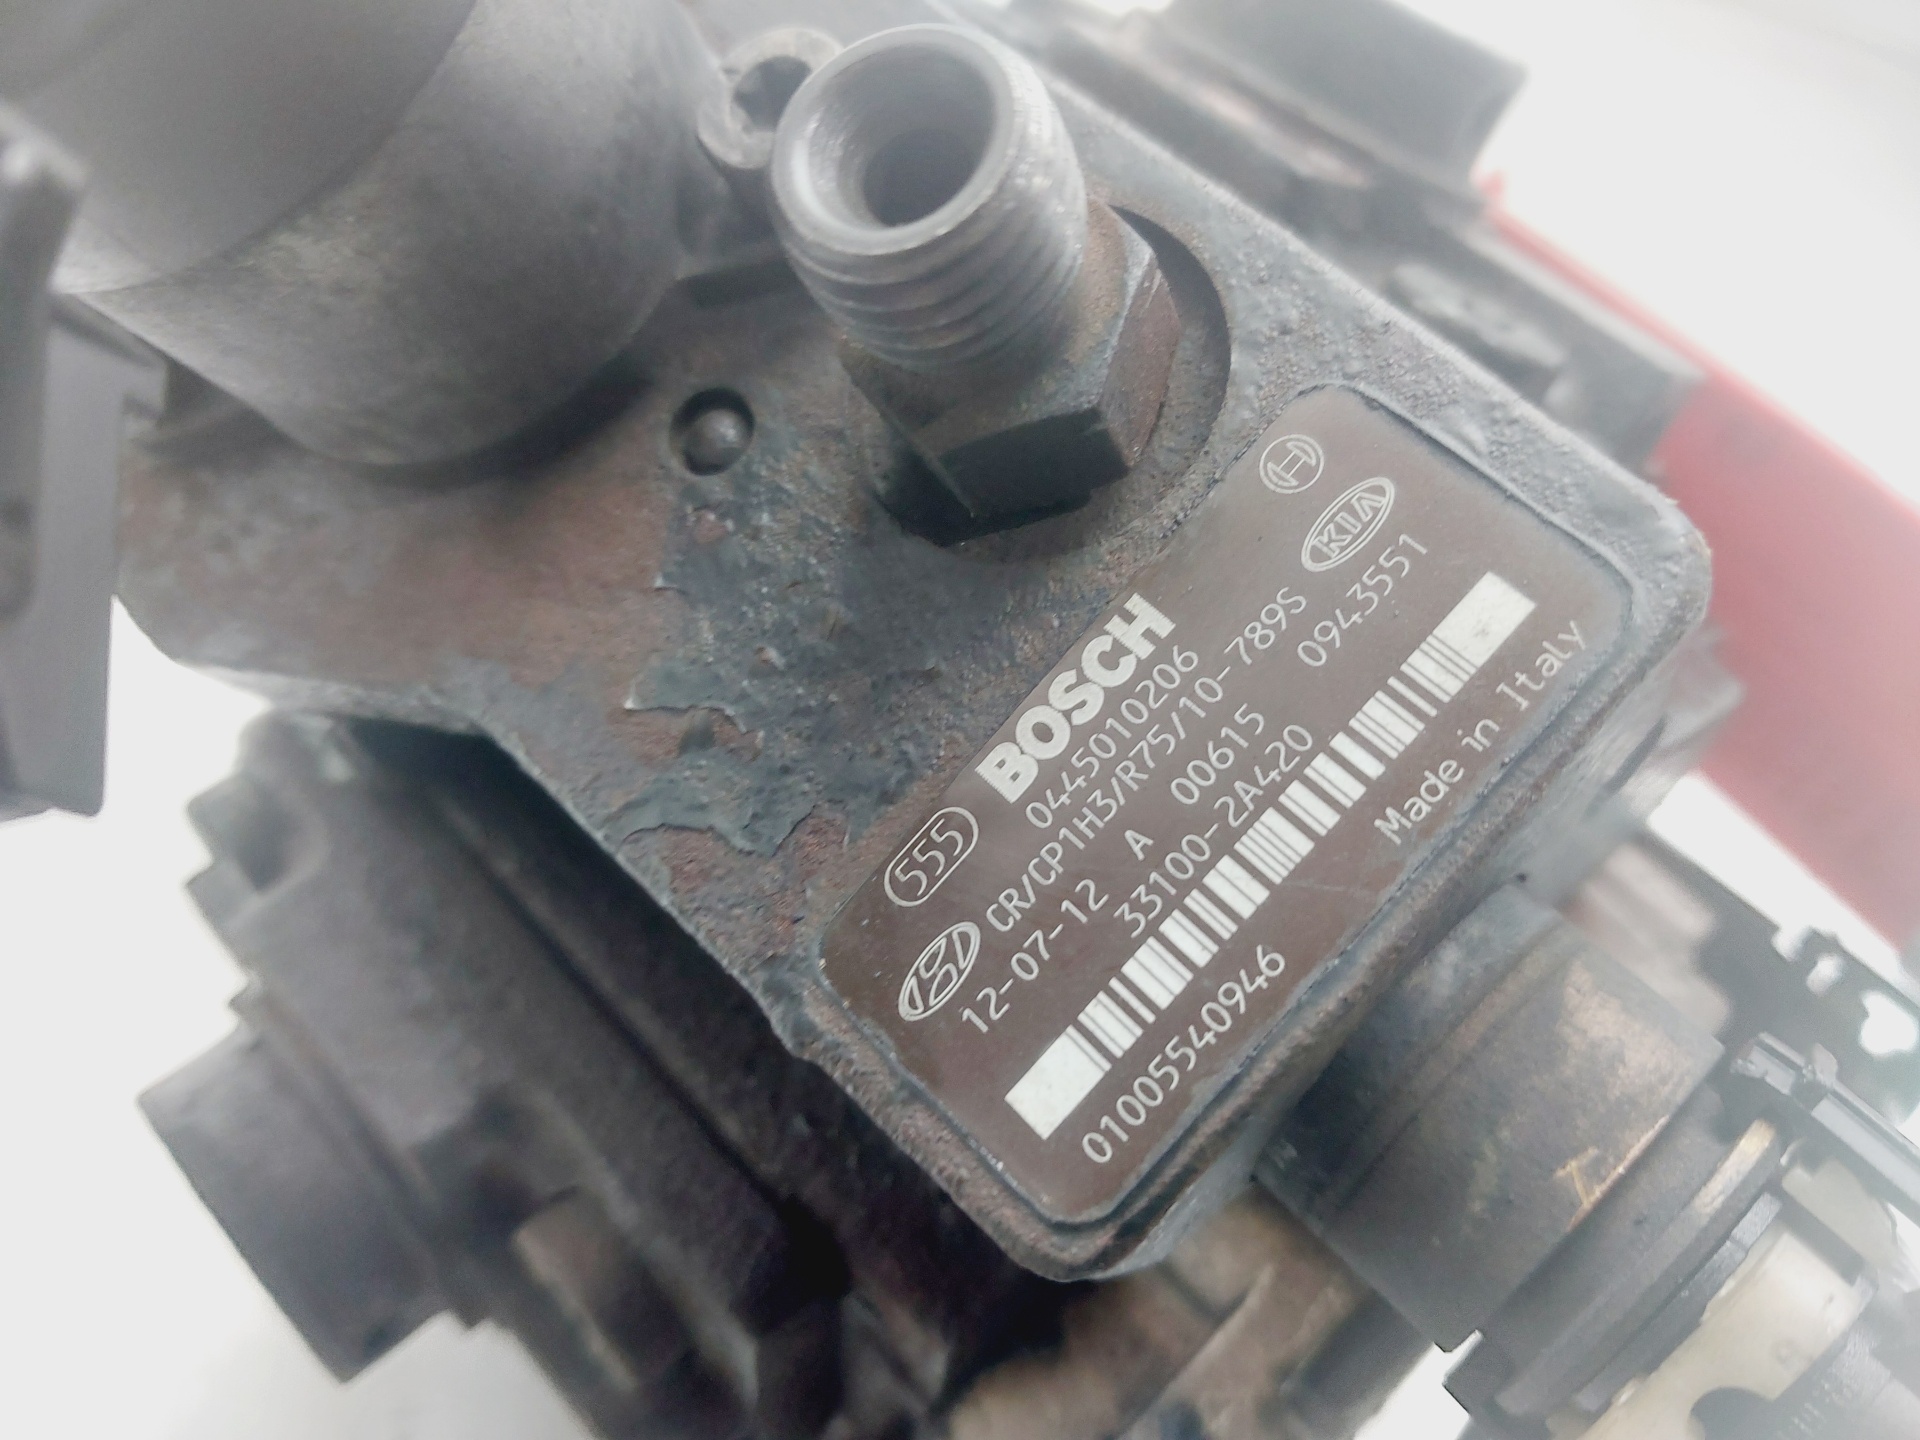 BOSCH
KIA
555
0445010206
CR/CP1H3/R75/10-789S
12-07-12 A 00615 0943551
33100-2A420
Made in Italy
01005540946